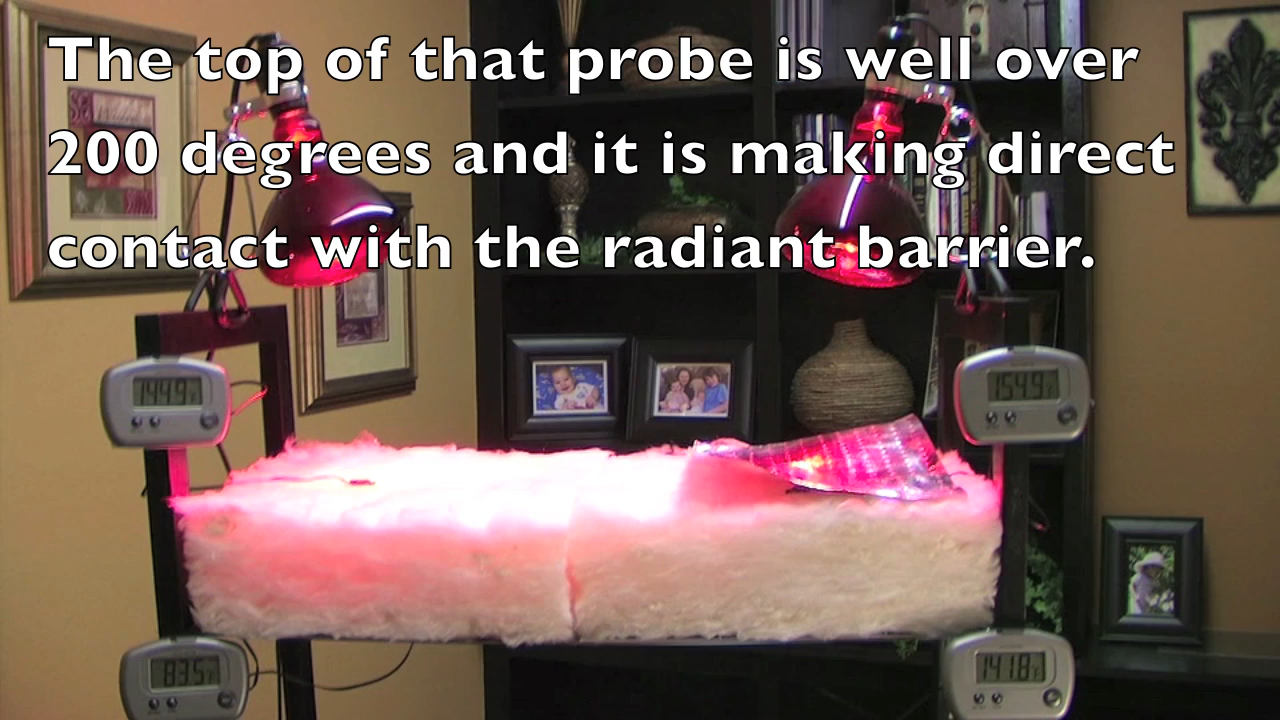 The top of that probe is well over
200 degrees and it is making direct
contact with the radiant barrier.
144.9
154.9
83.5
141.8